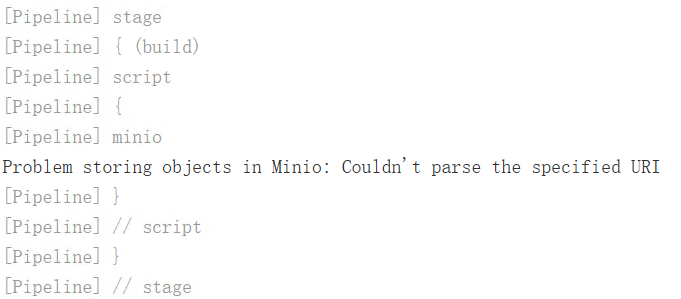 [Pipeline] stage
[Pipeline] { (build)
[Pipeline] script
[Pipeline] {
[Pipeline] minio
Problem storing objects in Minio: Couldn't parse the specified URI
[Pipeline] }
[Pipeline] // script
[Pipeline] }
[Pipeline] // stage